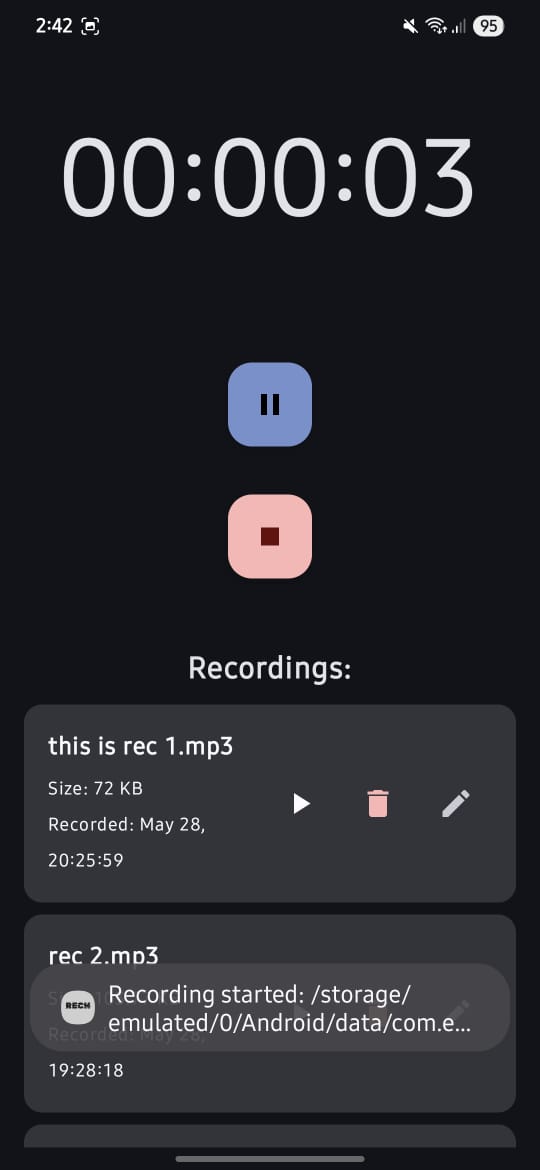 2:42
95
00:00:03
Recordings:
this is rec 1.mp3
Size: 72 KB
Recorded: May 28,
20:25:59
rec 2.mp3
RECH
Recording started: /storage/
emulated/0/Android/data/com.e...
Recorded: May 28,
19:28:18